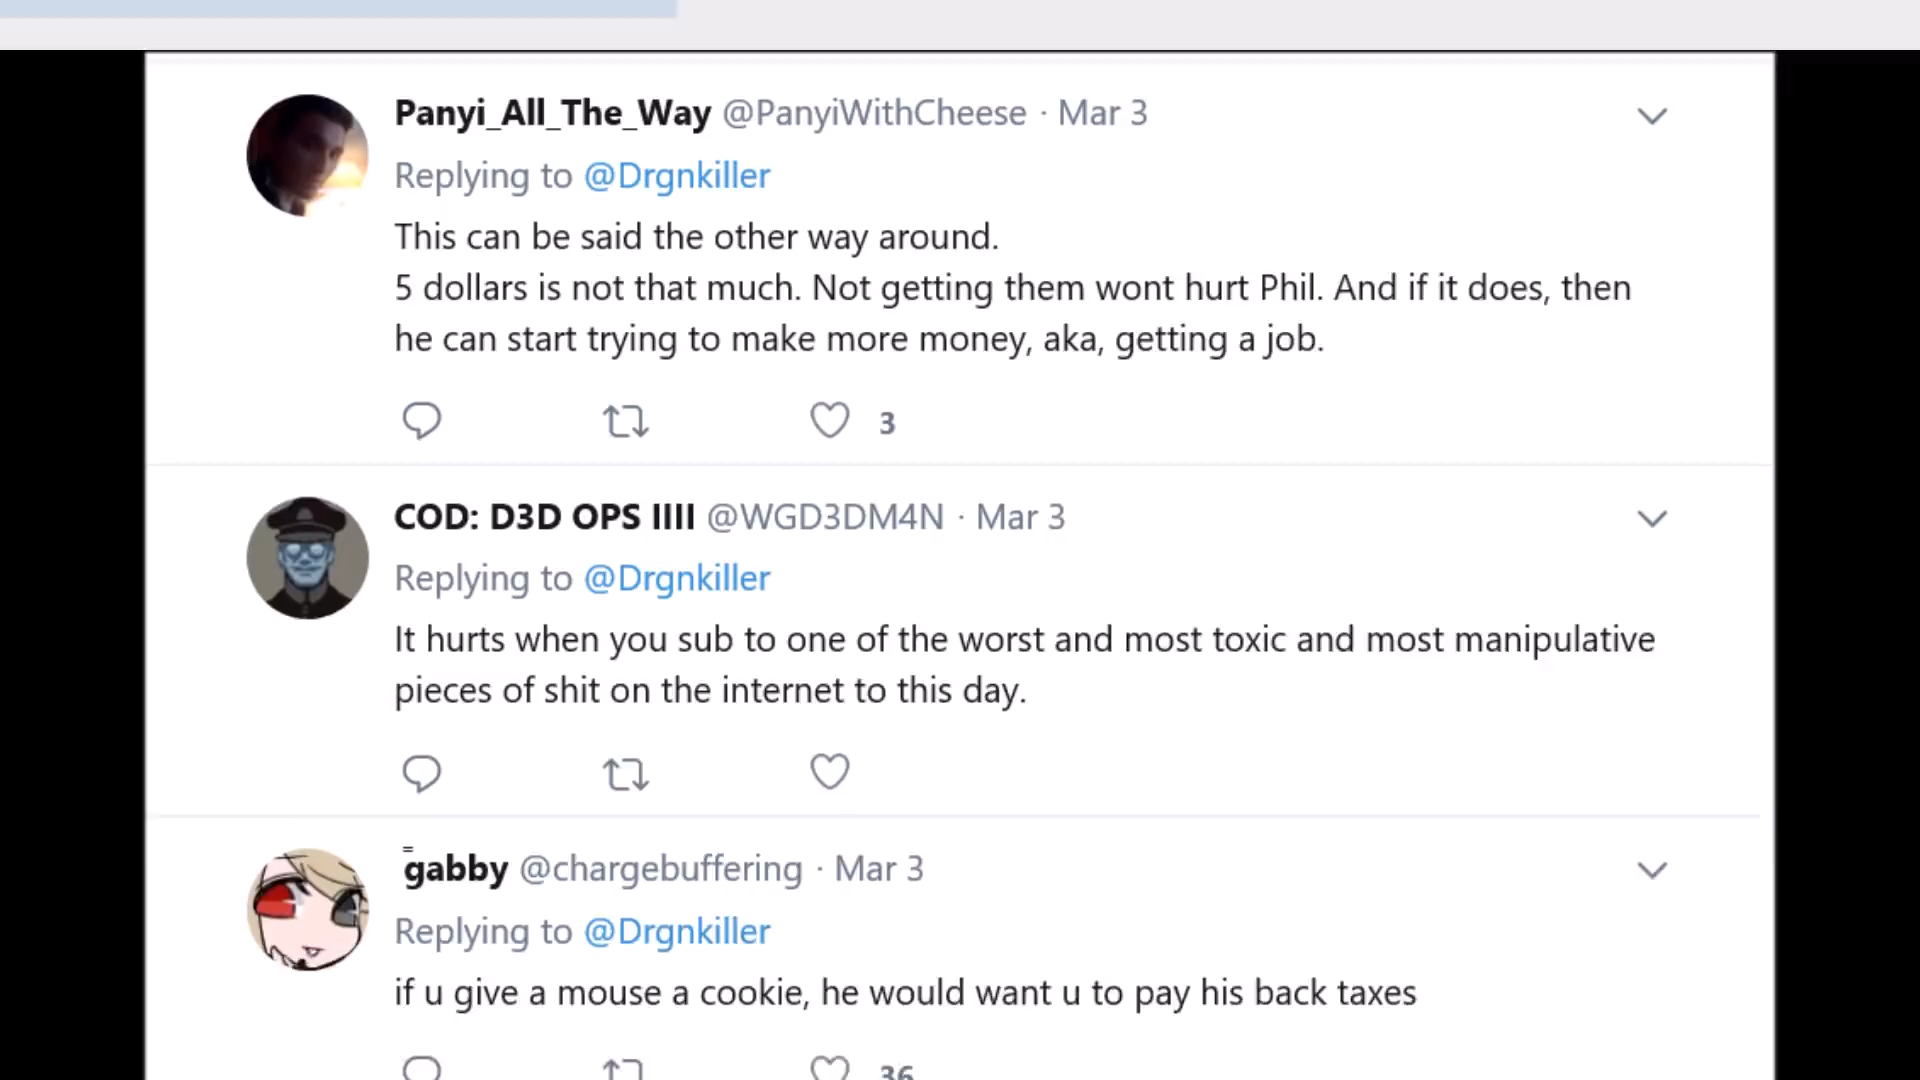 Panyi_All_The_Way @PanyiWithCheese · Mar 3
Replying to @Drgnkiller
This can be said the other way around.
5 dollars is not that much. Not getting them wont hurt Phil. And if it does, then
he can start trying to make more money, aka, getting a job.
3
COD: D3D OPS IIII @WGD3DM4N · Mar 3
Replying to @Drgnkiller
It hurts when you sub to one of the worst and most toxic and most manipulative
pieces of shit on the internet to this day.
gabby @chargebuffering · Mar 3
Replying to @Drgnkiller
if u give a mouse a cookie, he would want u to pay his back taxes
36